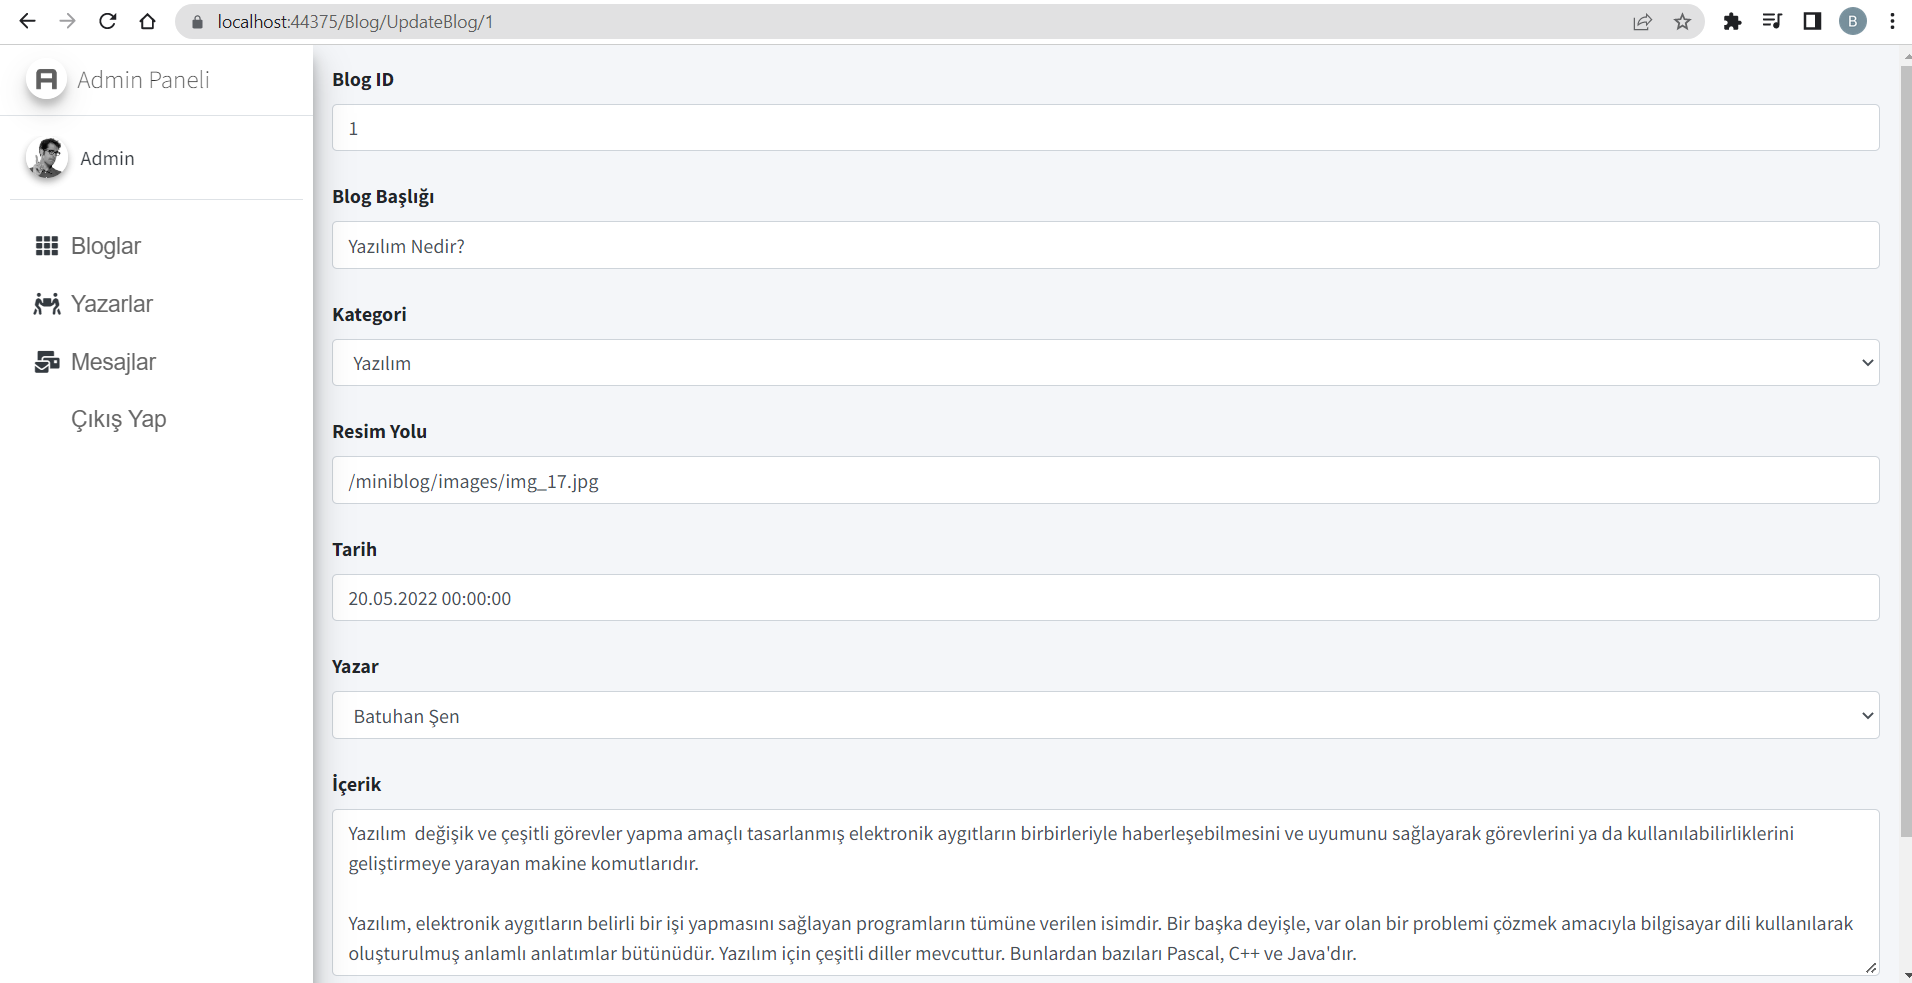 localhost:44375/Blog/UpdateBlog/1
B
A Admin Paneli
Admin
Bloglar
Yazarlar
Mesajlar
Çıkış Yap
Blog ID
1
Blog Başlığı
Yazılım Nedir?
Kategori
Yazılım
Resim Yolu
/miniblog/images/img_17.jpg
Tarih
20.05.2022 00:00:00
Yazar
Batuhan Şen
İçerik
Yazılım  değişik ve çeşitli görevler yapma amaçlı tasarlanmış elektronik aygıtların birbirleriyle haberleşebilmesini ve uyumunu sağlayarak görevlerini ya da kullanılabilirliklerini
geliştirmeye yarayan makine komutlarıdır.
Yazılım, elektronik aygıtların belirli bir işi yapmasını sağlayan programların tümüne verilen isimdir. Bir başka deyişle, var olan bir problemi çözmek amacıyla bilgisayar dili kullanılarak
oluşturulmuş anlamlı anlatımlar bütünüdür. Yazılım için çeşitli diller mevcuttur. Bunlardan bazıları Pascal, C++ ve Java'dır.